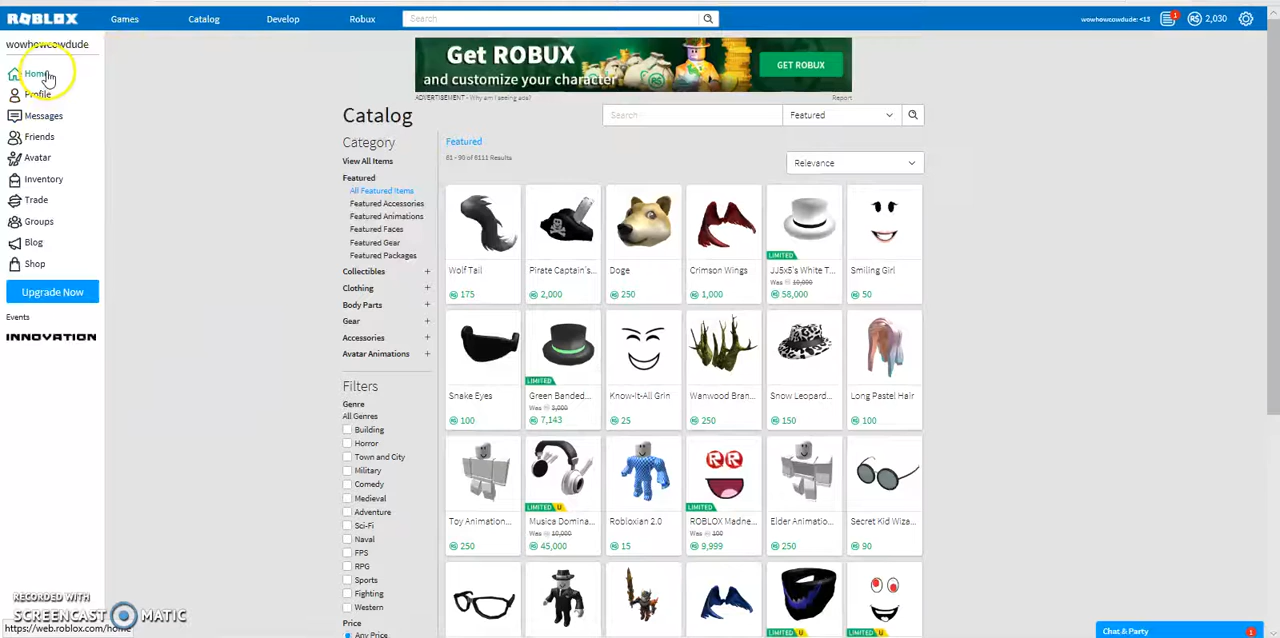 ROBLOX Games Catalog Develop Robux Search wowhowcowdude: <13 1 2,030
wowhowcowdude
Home
Profile
Messages
Friends
Avatar
Inventory
Trade
Groups
Blog
Shop
Upgrade Now
Events
INNOVATION
Get ROBUX
and customize your character
GET ROBUX
ADVERTISEMENT - Why am I seeing ads? Report
Catalog Search Featured
Category
View All Items
Featured
All Featured Items
Featured Accessories
Featured Animations
Featured Faces
Featured Gear
Featured Packages
Collectibles +
Clothing +
Body Parts +
Gear +
Accessories +
Avatar Animations +
Filters
Genre
All Genres
Building
Horror
Town and City
Military
Comedy
Medieval
Adventure
Sci-Fi
Naval
FPS
RPG
Sports
Fighting
Western
Price
Any Price
Featured
61 - 90 of 6111 Results
Relevance
LIMITED
Wolf Tail Pirate Captain's... Doge Crimson Wings JJ5x5's White T... Smiling Girl
Was 10,000
175 2,000 250 1,000 58,000 50
LIMITED
Snake Eyes Green Banded... Know-It-All Grin Wanwood Bran... Snow Leopard... Long Pastel Hair
Was 3,000
100 7,143 25 250 150 100
LIMITED U LIMITED
Toy Animation... Musica Domina... Robloxian 2.0 ROBLOX Madne... Elder Animatio... Secret Kid Wiza...
Was 10,000 Was 100
250 45,000 15 9,999 250 90
LIMITED LIMITED U
RECORDED WITH
SCREENCAST MATIC
https://web.roblox.com/home
Chat & Party 1